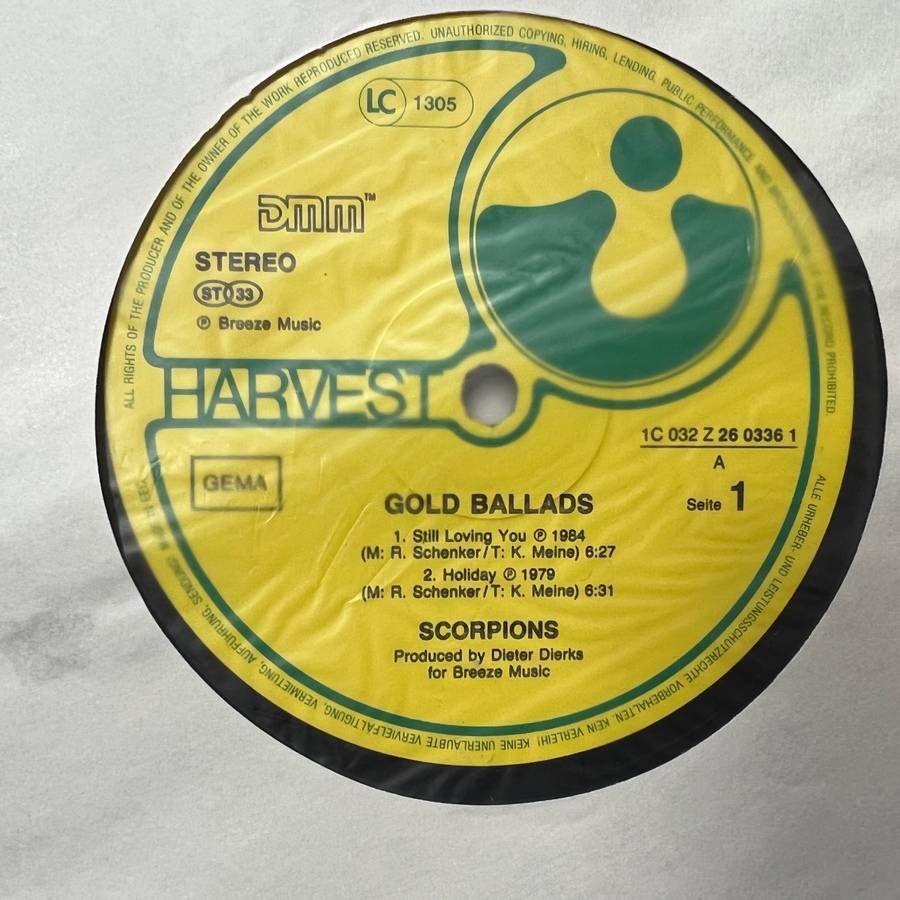 ALL RIGHTS OF THE PRODUCER AND OF THE OWNER OF THE WORK REPRODUCED RESERVED. UNAUTHORIZED COPYING, HIRING, LENDING, PUBLIC PERFORMANCE AND PROHIBITED.
LC 1305
DMM™
STEREO
ST 33
℗ Breeze Music
HARVEST
1C 032 Z 26 0336 1
A
GEMA
Seite 1
GOLD BALLADS
1. Still Loving You ℗ 1984
(M: R. Schenker/T: K. Meine) 6:27
2. Holiday ℗ 1979
(M: R. Schenker/T: K. Meine) 6:31
SCORPIONS
Produced by Dieter Dierks
for Breeze Music
ALLE URHEBER- UND LEISTUNGSSCHUTZRECHTE VORBEHALTEN. KEIN VERLEIH! KEINE UNERLAUBTE VERVIELFÄLTIGUNG, VERMIETUNG, AUFFÜHRUNG, SENDUNG!